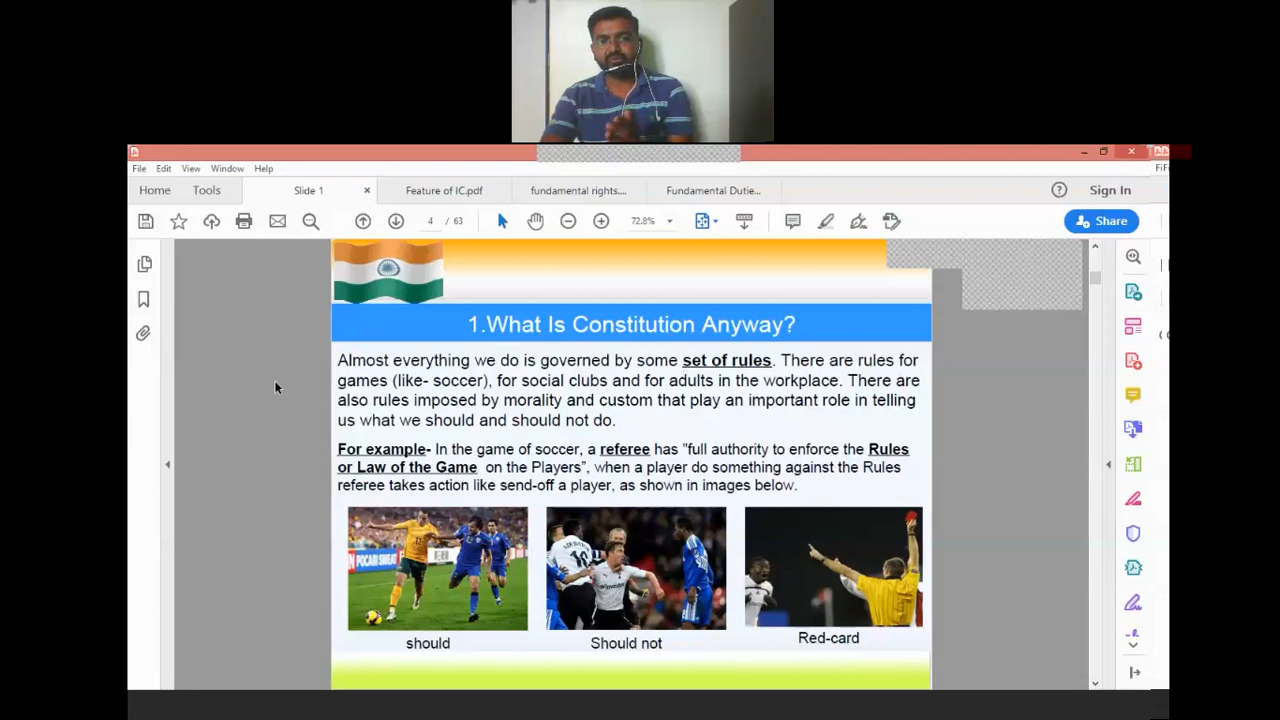 File Edit View Window Help
FiFi
Home Tools Slide 1 × Feature of IC.pdf fundamental rights.... Fundamental Dutie... ? Sign In
4 / 63 72.8% Share
1.What Is Constitution Anyway?
Almost everything we do is governed by some set of rules. There are rules for
games (like- soccer), for social clubs and for adults in the workplace. There are
also rules imposed by morality and custom that play an important role in telling
us what we should and should not do.
For example- In the game of soccer, a referee has "full authority to enforce the Rules
or Law of the Game on the Players", when a player do something against the Rules
referee takes action like send-off a player, as shown in images below.
POCARI SWEAT
should
Should not
Red-card